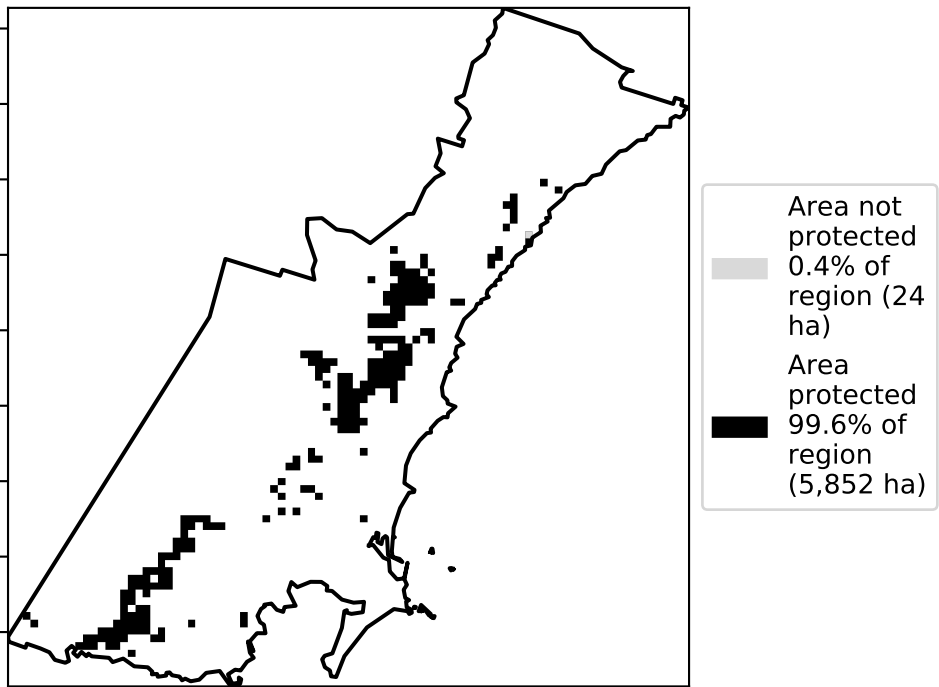 Area not
protected
0.4% of
region (24
ha)
Area
protected
99.6% of
region
(5,852 ha)